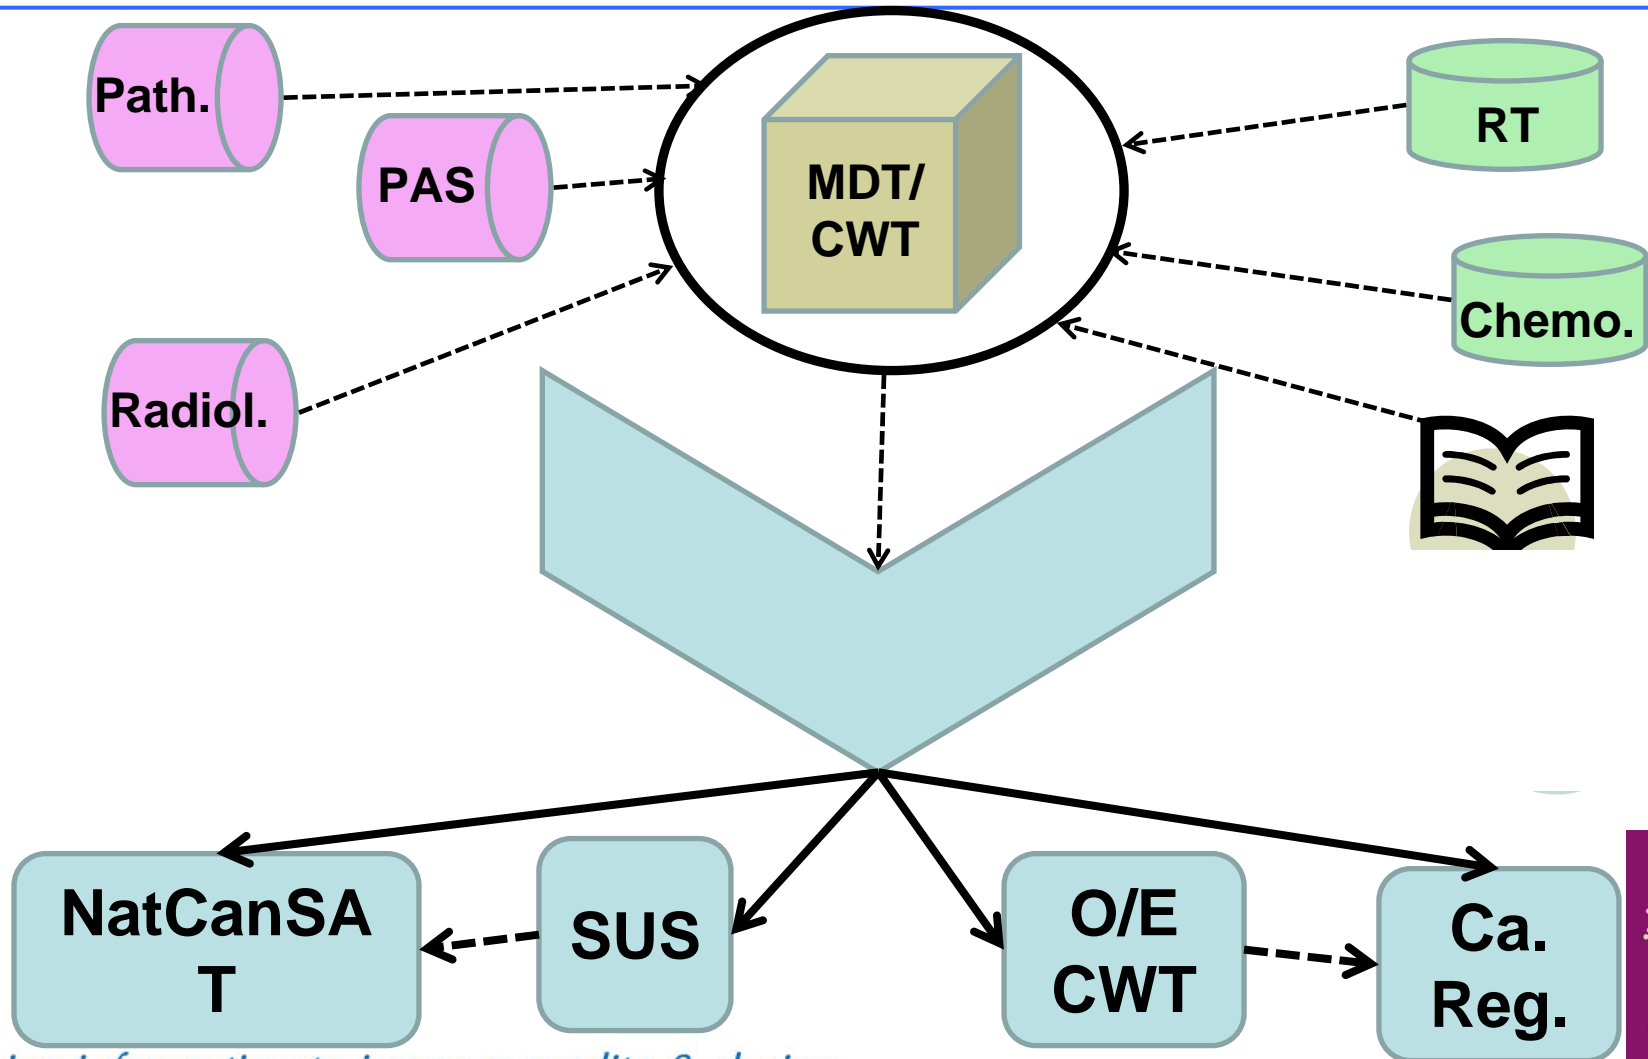 Path.
PAS
Radiol.
MDT/
CWT
RT
Chemo.
NatCanSA
T
SUS
O/E
CWT
Ca.
Reg.